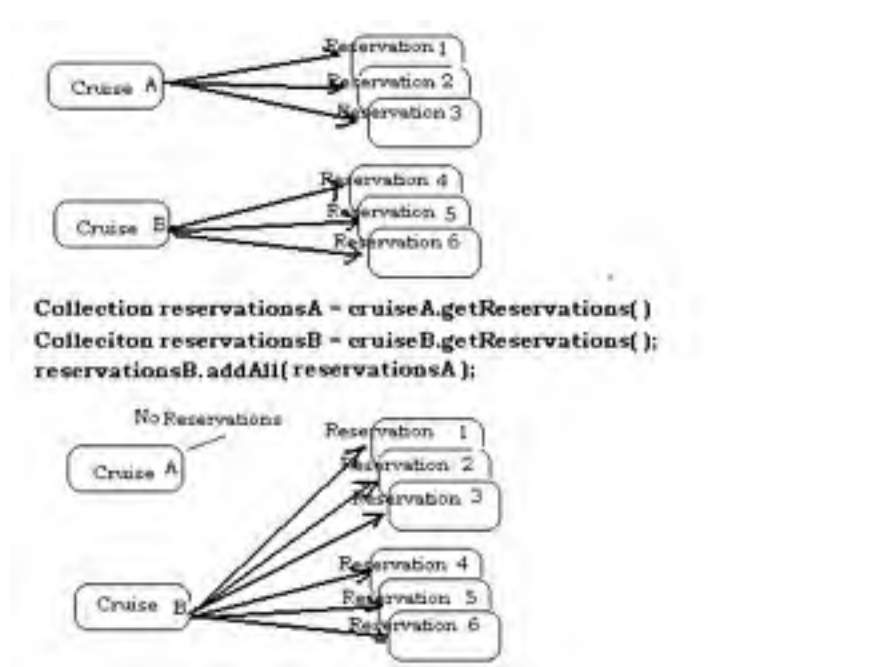 Reservation 1
Cruise A
Reservation 2
Reservation 3
Reservation 4
Cruise B
Reservation 5
Reservation 6
Collection reservationsA = cruiseA.getReservations( )
Colleciton reservationsB = cruiseB.getReservations( );
reservationsB.addAll( reservationsA );
No Reservations
Reservation 1
Cruise A
Reservation 2
Reservation 3
Reservation 4
Cruise B
Reservation 5
Reservation 6